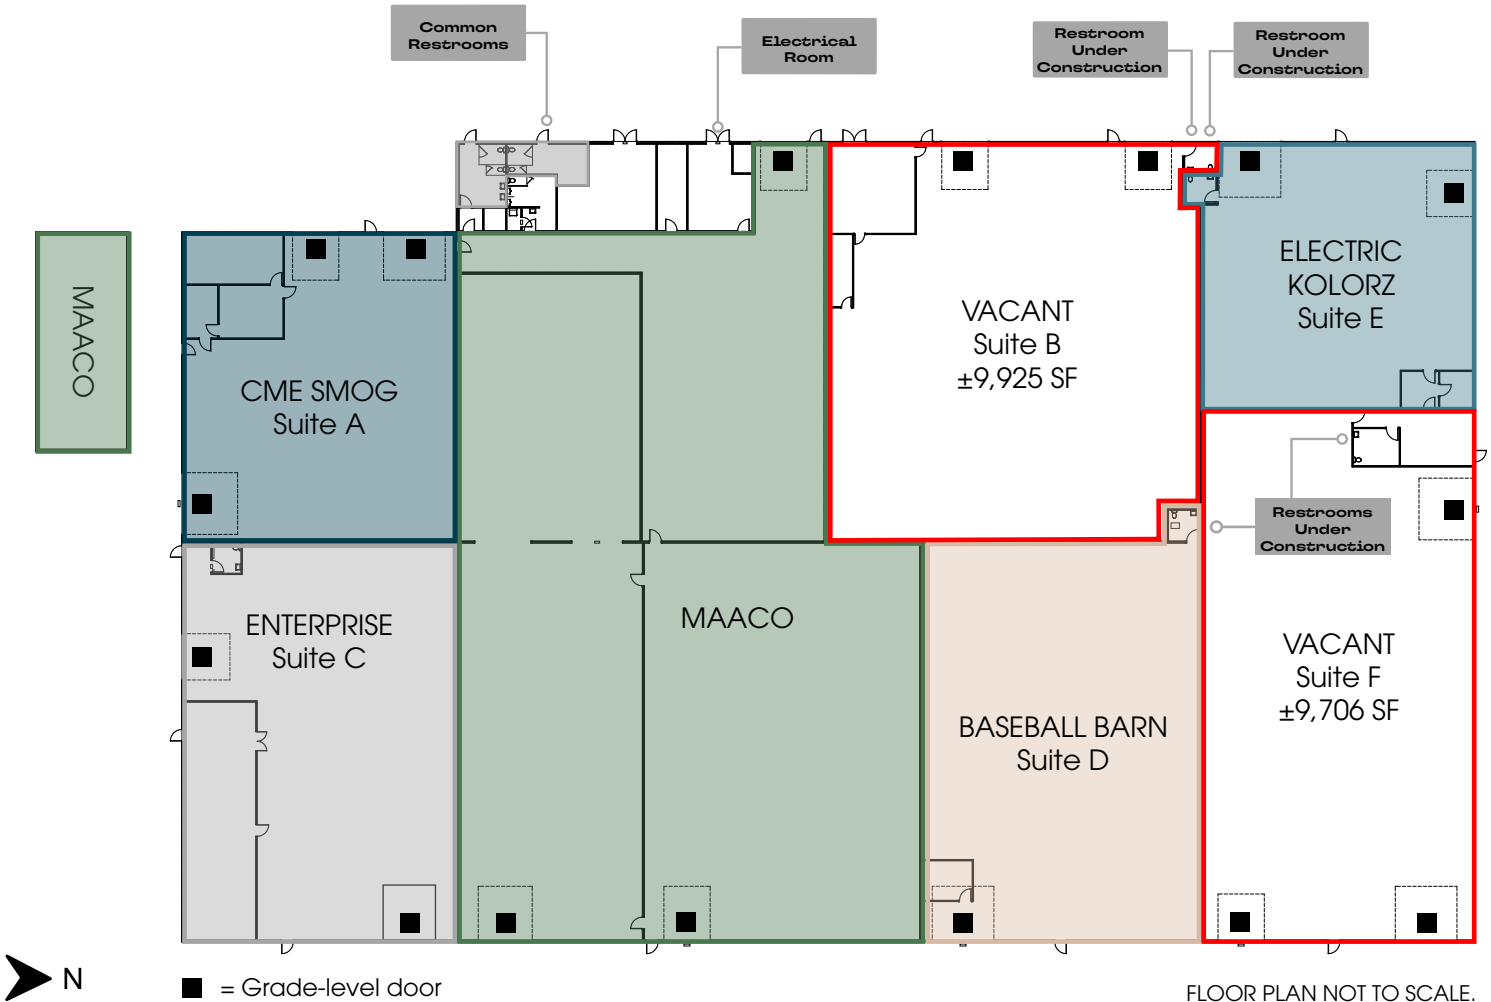 Common
Restrooms
Electrical
Room
Restroom
Under
Construction
Restroom
Under
Construction
MAACO
CME SMOG
Suite A
VACANT
Suite B
±9,925 SF
ELECTRIC
KOLORZ
Suite E
Restrooms
Under
Construction
ENTERPRISE
Suite C
MAACO
BASEBALL BARN
Suite D
VACANT
Suite F
±9,706 SF
N
= Grade-level door
FLOOR PLAN NOT TO SCALE.